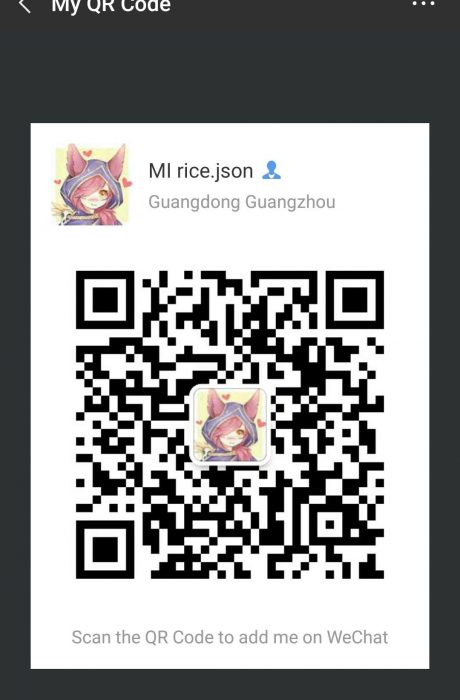 My QR Code
MI rice.json
Guangdong Guangzhou
Scan the QR Code to add me on WeChat